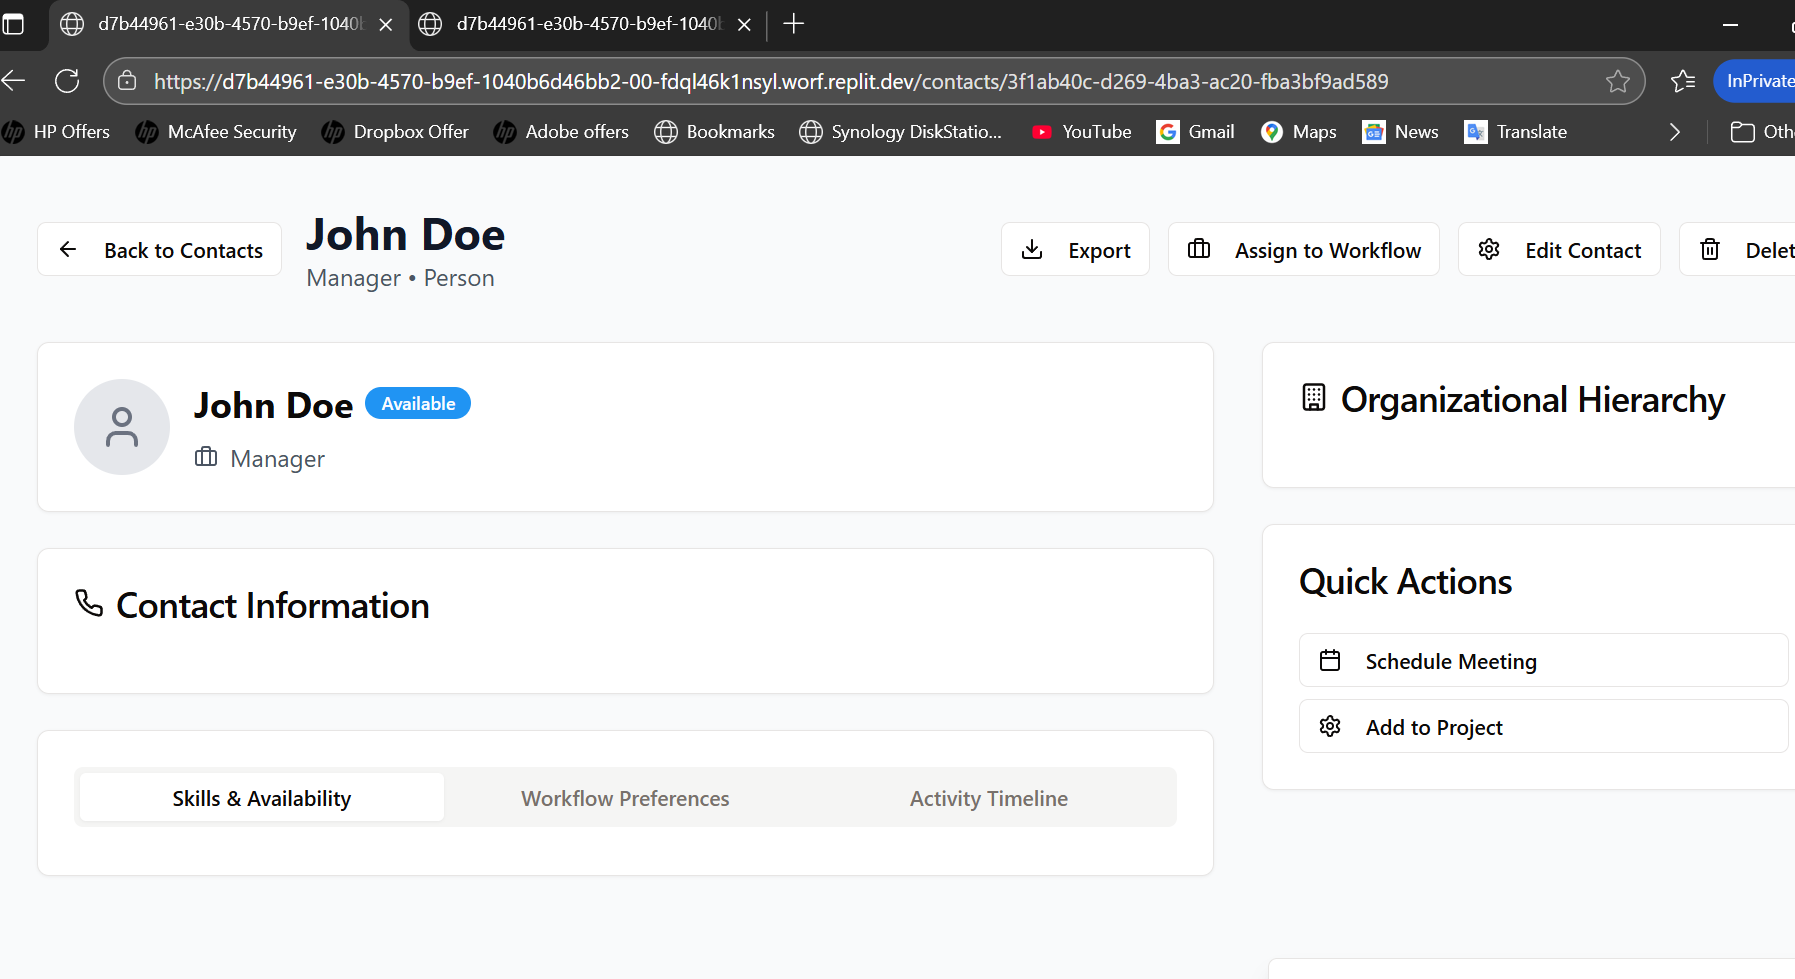 d7b44961-e30b-4570-b9ef-1040b
d7b44961-e30b-4570-b9ef-1040b
https://d7b44961-e30b-4570-b9ef-1040b6d46bb2-00-fdql46k1nsyl.worf.replit.dev/contacts/3f1ab40c-d269-4ba3-ac20-fba3bf9ad589
InPrivate
HP Offers
McAfee Security
Dropbox Offer
Adobe offers
Bookmarks
Synology DiskStatio...
YouTube
Gmail
Maps
News
Translate
Oth
Back to Contacts
John Doe
Manager • Person
Export
Assign to Workflow
Edit Contact
Delet
John Doe
Available
Manager
Organizational Hierarchy
Contact Information
Quick Actions
Schedule Meeting
Add to Project
Skills & Availability
Workflow Preferences
Activity Timeline